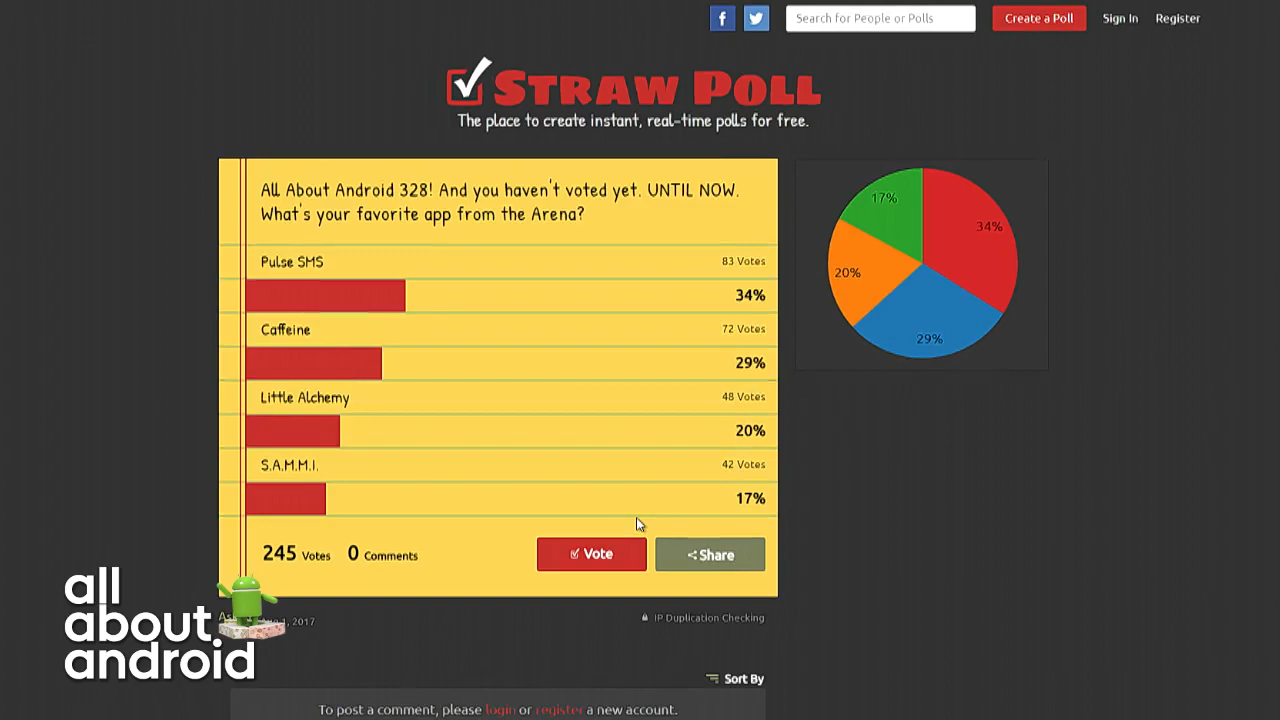 Search for People or Polls
Create a Poll
Sign In
Register
STRAW POLL
The place to create instant, real-time polls for free.
All About Android 328! And you haven't voted yet. UNTIL NOW.
What's your favorite app from the Arena?
Pulse SMS 83 Votes
34%
Caffeine 72 Votes
29%
Little Alchemy 48 Votes
20%
S.A.M.M.I. 42 Votes
17%
245 Votes 0 Comments
Vote
Share
34%
29%
20%
17%
1, 2017
IP Duplication Checking
all
about
android
Sort By
To post a comment, please login or register a new account.